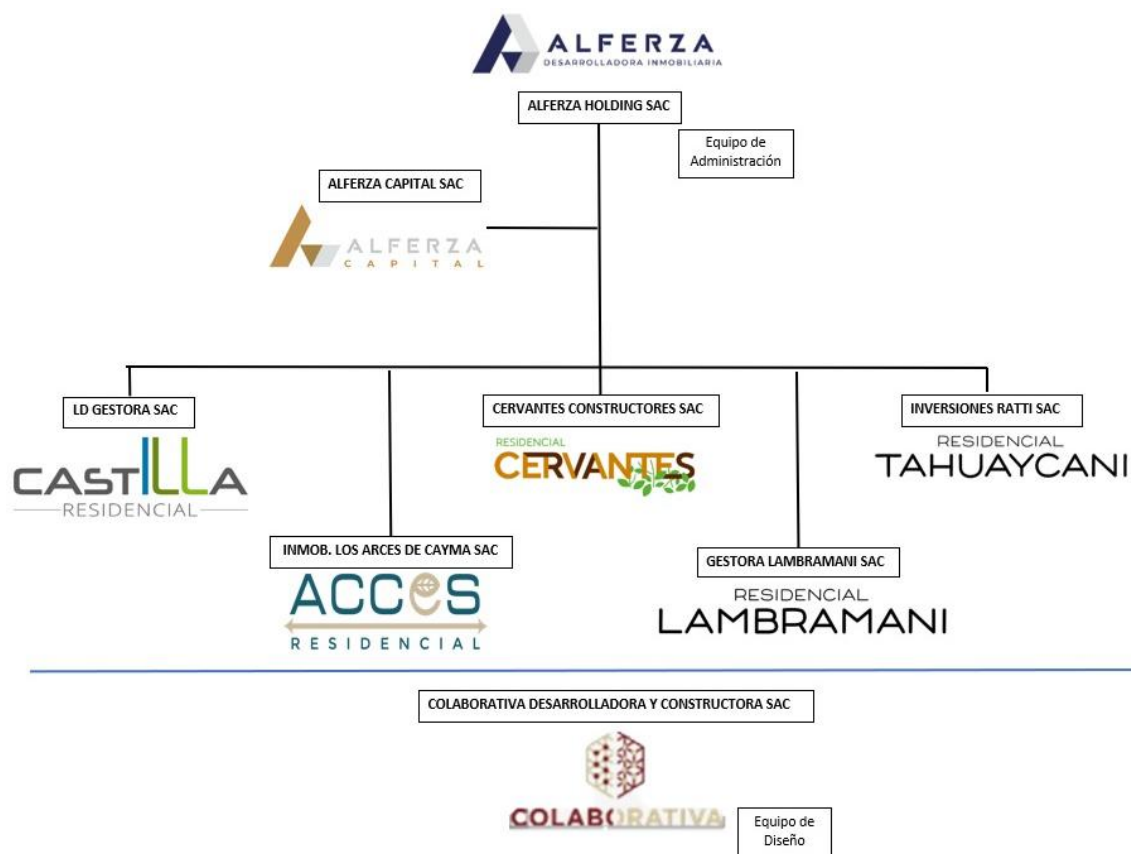 ALFERZA
DESARROLLADORA INMOBILIARIA
ALFERZA HOLDING SAC
Equipo de
Administración
ALFERZA CAPITAL SAC
ALFERZA
CAPITAL
LD GESTORA SAC
CASTILLA
RESIDENCIAL
CERVANTES CONSTRUCTORES SAC
RESIDENCIAL
CERVANTES
INVERSIONES RATTI SAC
RESIDENCIAL
TAHUAYCANI
INMOB. LOS ARCES DE CAYMA SAC
ACCeS
RESIDENCIAL
GESTORA LAMBRAMANI SAC
RESIDENCIAL
LAMBRAMANI
COLABORATIVA DESARROLLADORA Y CONSTRUCTORA SAC
COLABORATIVA
Equipo de
Diseño